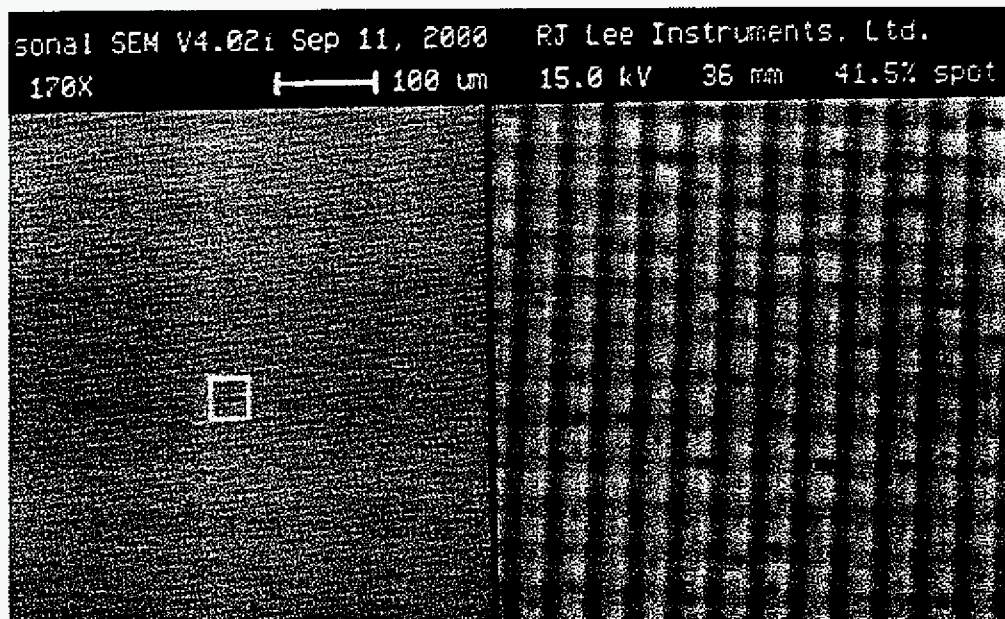 sonal SEM V4.02i Sep 11, 2000 RJ Lee Instruments, Ltd.
170X 100 um 15.0 kV 36 mm 41.5% spot